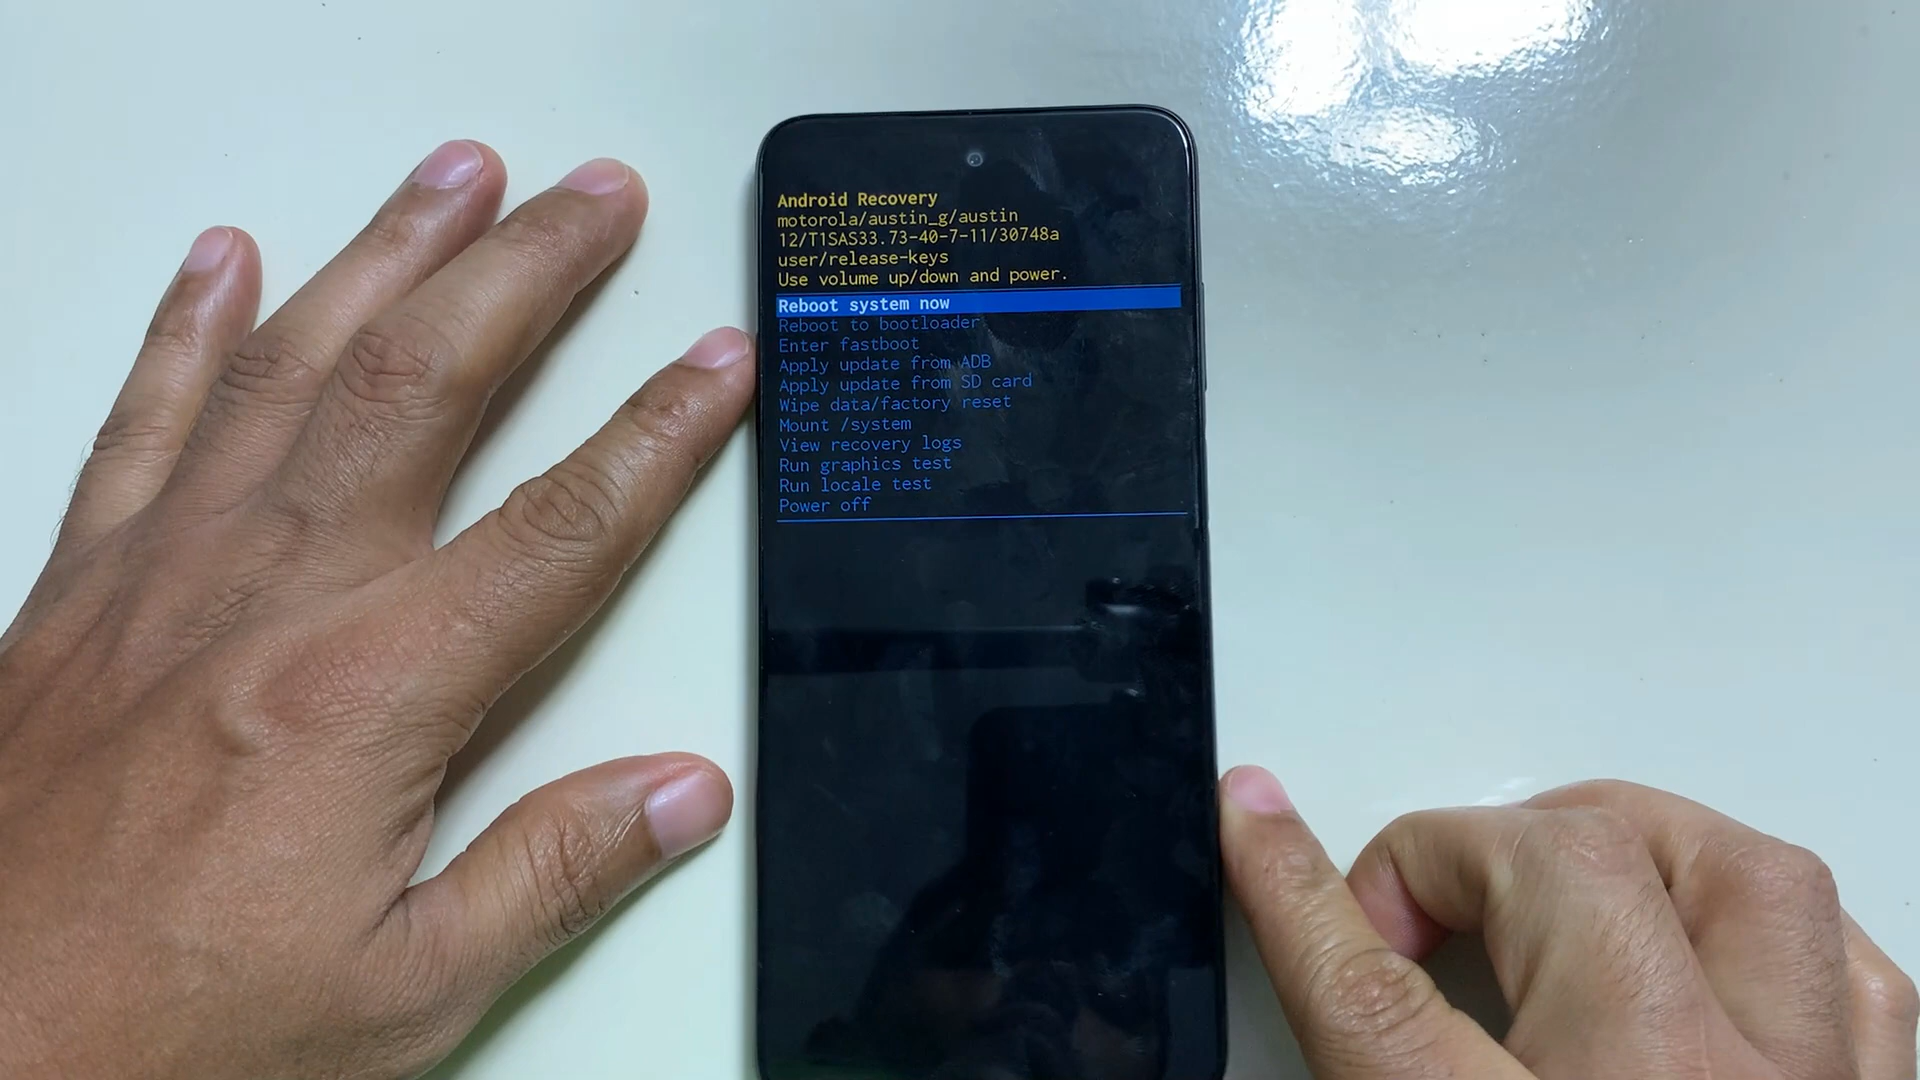 Android Recovery
motorola/austin_g/austin
12/T1SAS33.73-40-7-11/30748a
user/release-keys
Use volume up/down and power.
Reboot system now
Reboot to bootloader
Enter fastboot
Apply update from ADB
Apply update from SD card
Wipe data/factory reset
Mount /system
View recovery logs
Run graphics test
Run locale test
Power off